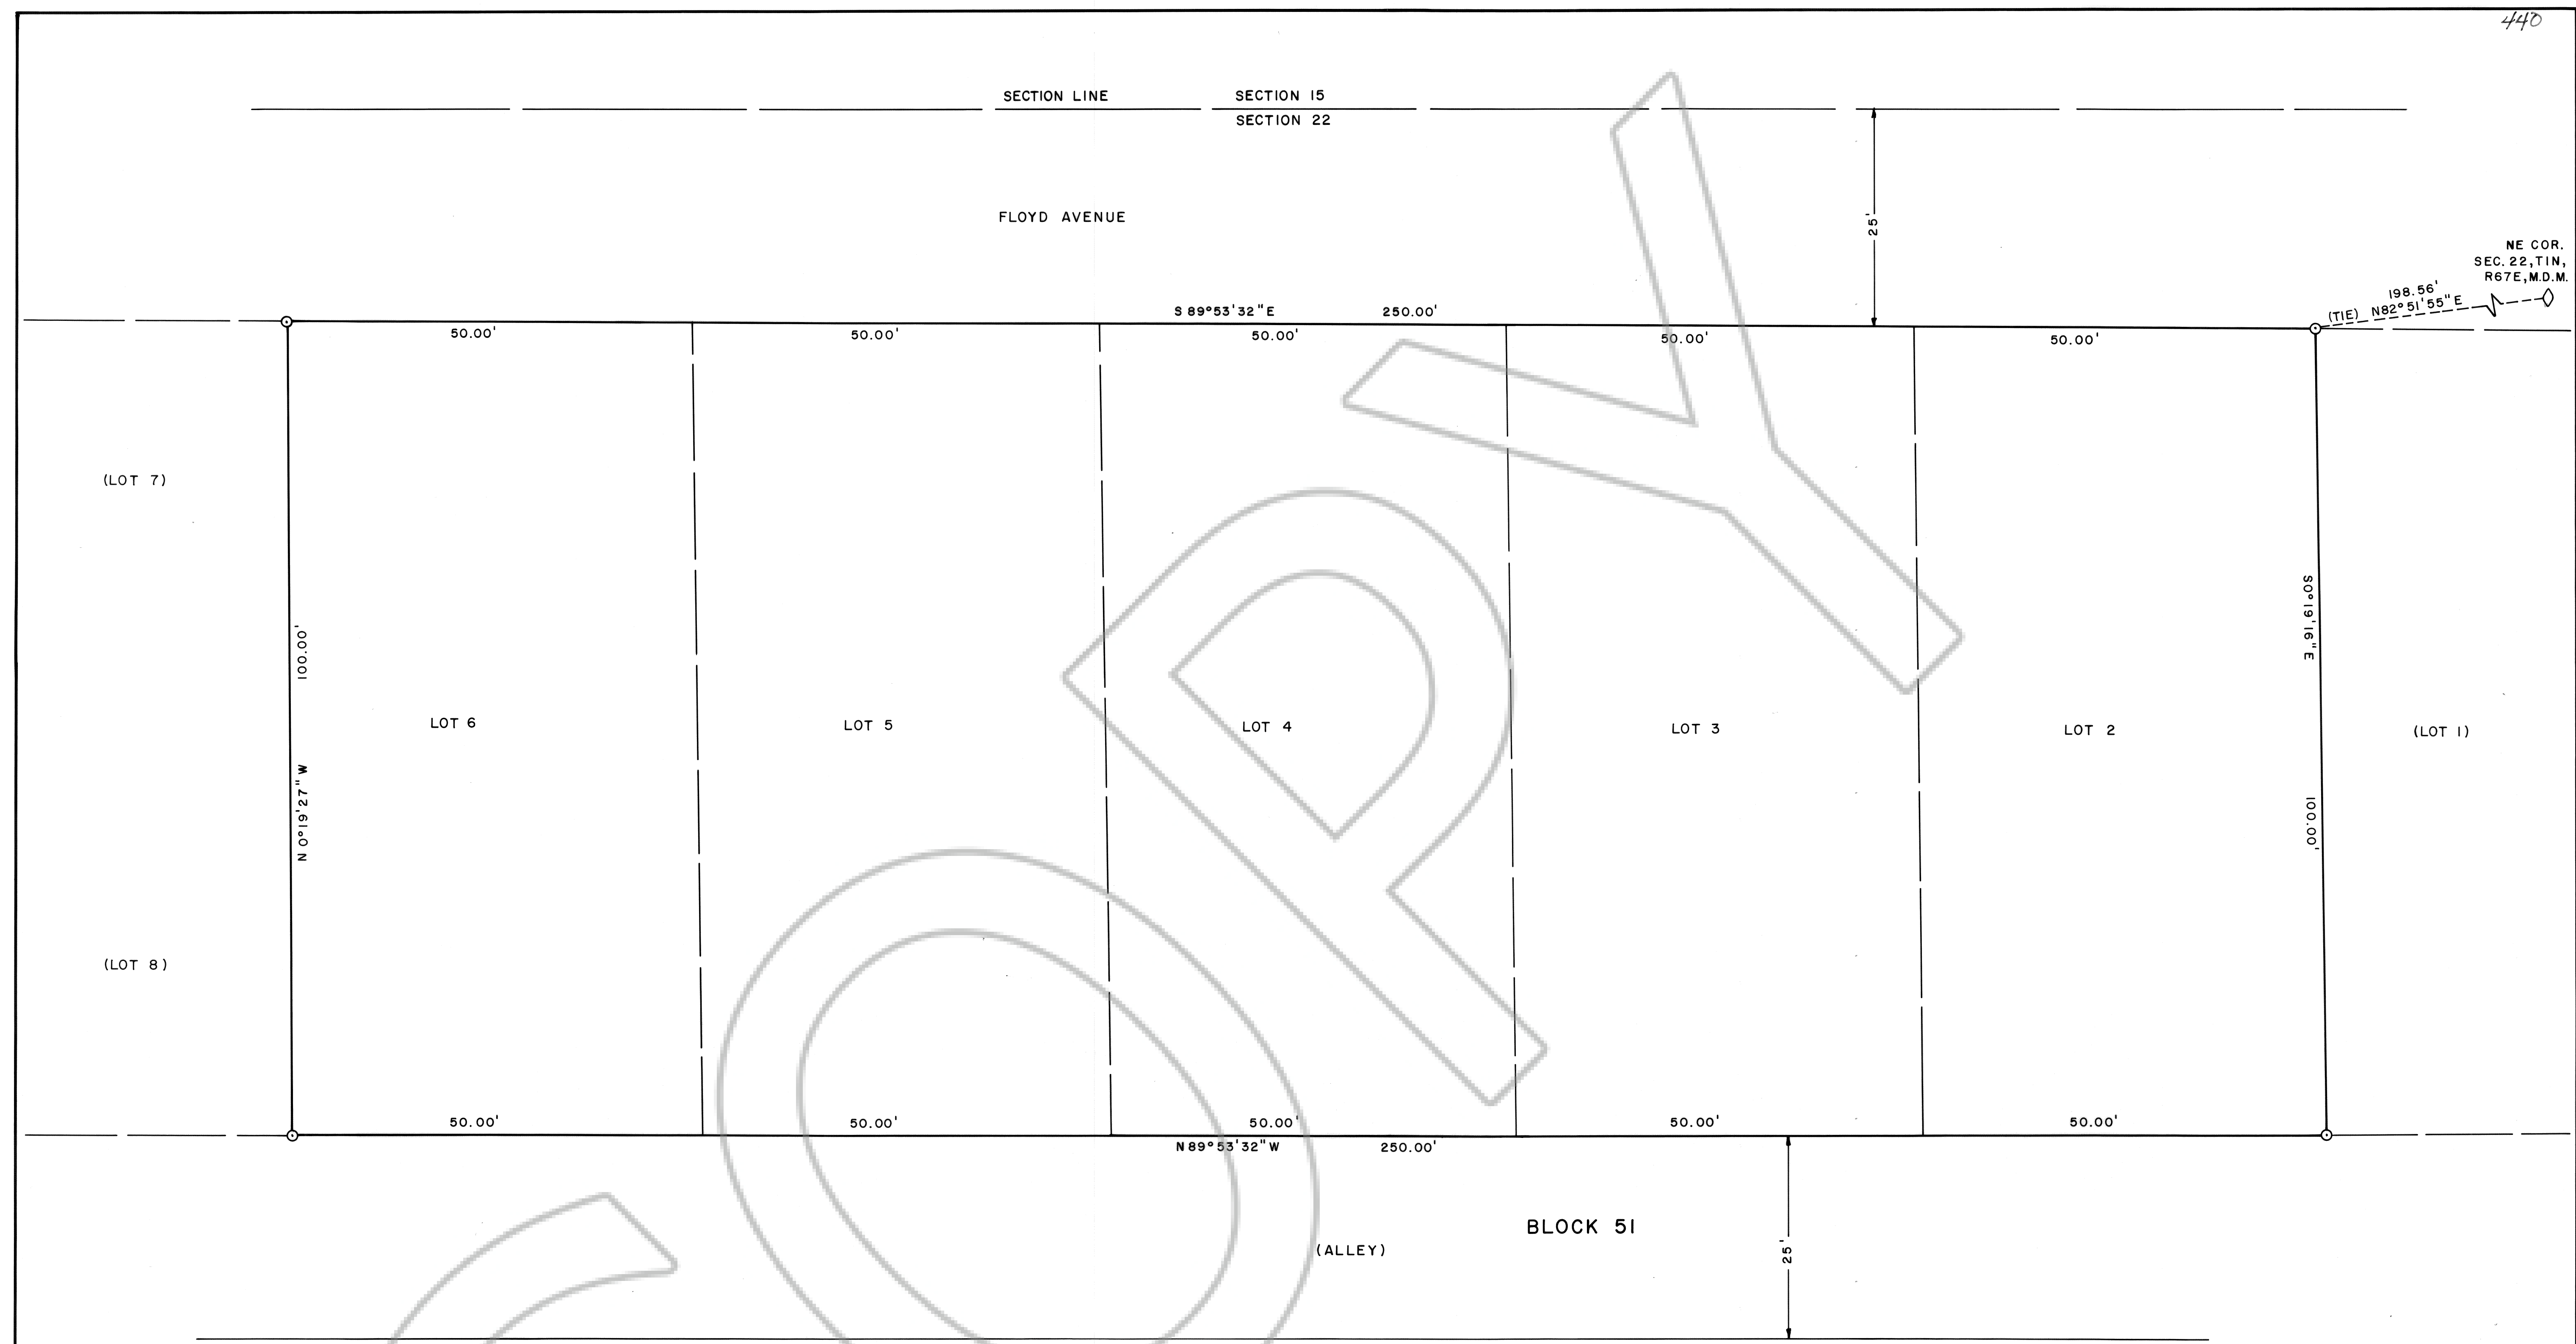 440
SECTION LINE
SECTION 15
SECTION 22
FLOYD AVENUE
25'
NE COR.
SEC. 22, T1N,
R67E, M.D.M.
198.56'
(TIE) N82°51'55"E
S 89°53'32"E 250.00'
50.00' 50.00' 50.00' 50.00' 50.00'
(LOT 7)
100.00'
N 0°19'27" W
S0°19'16"E
100.00'
LOT 6 LOT 5 LOT 4 LOT 3 LOT 2 (LOT 1)
(LOT 8)
50.00' 50.00' 50.00' 50.00' 50.00'
N 89°53'32"W 250.00'
BLOCK 51
(ALLEY)
25'
COPY